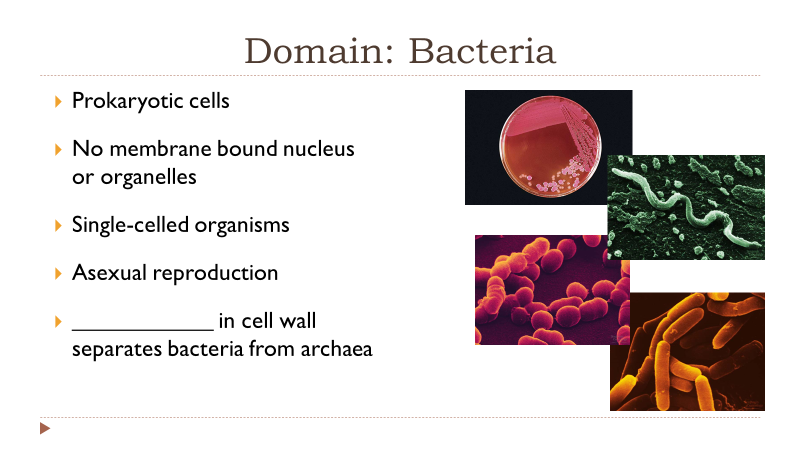 Domain: Bacteria
Prokaryotic cells
No membrane bound nucleus
or organelles
Single-celled organisms
Asexual reproduction
____________ in cell wall
separates bacteria from archaea